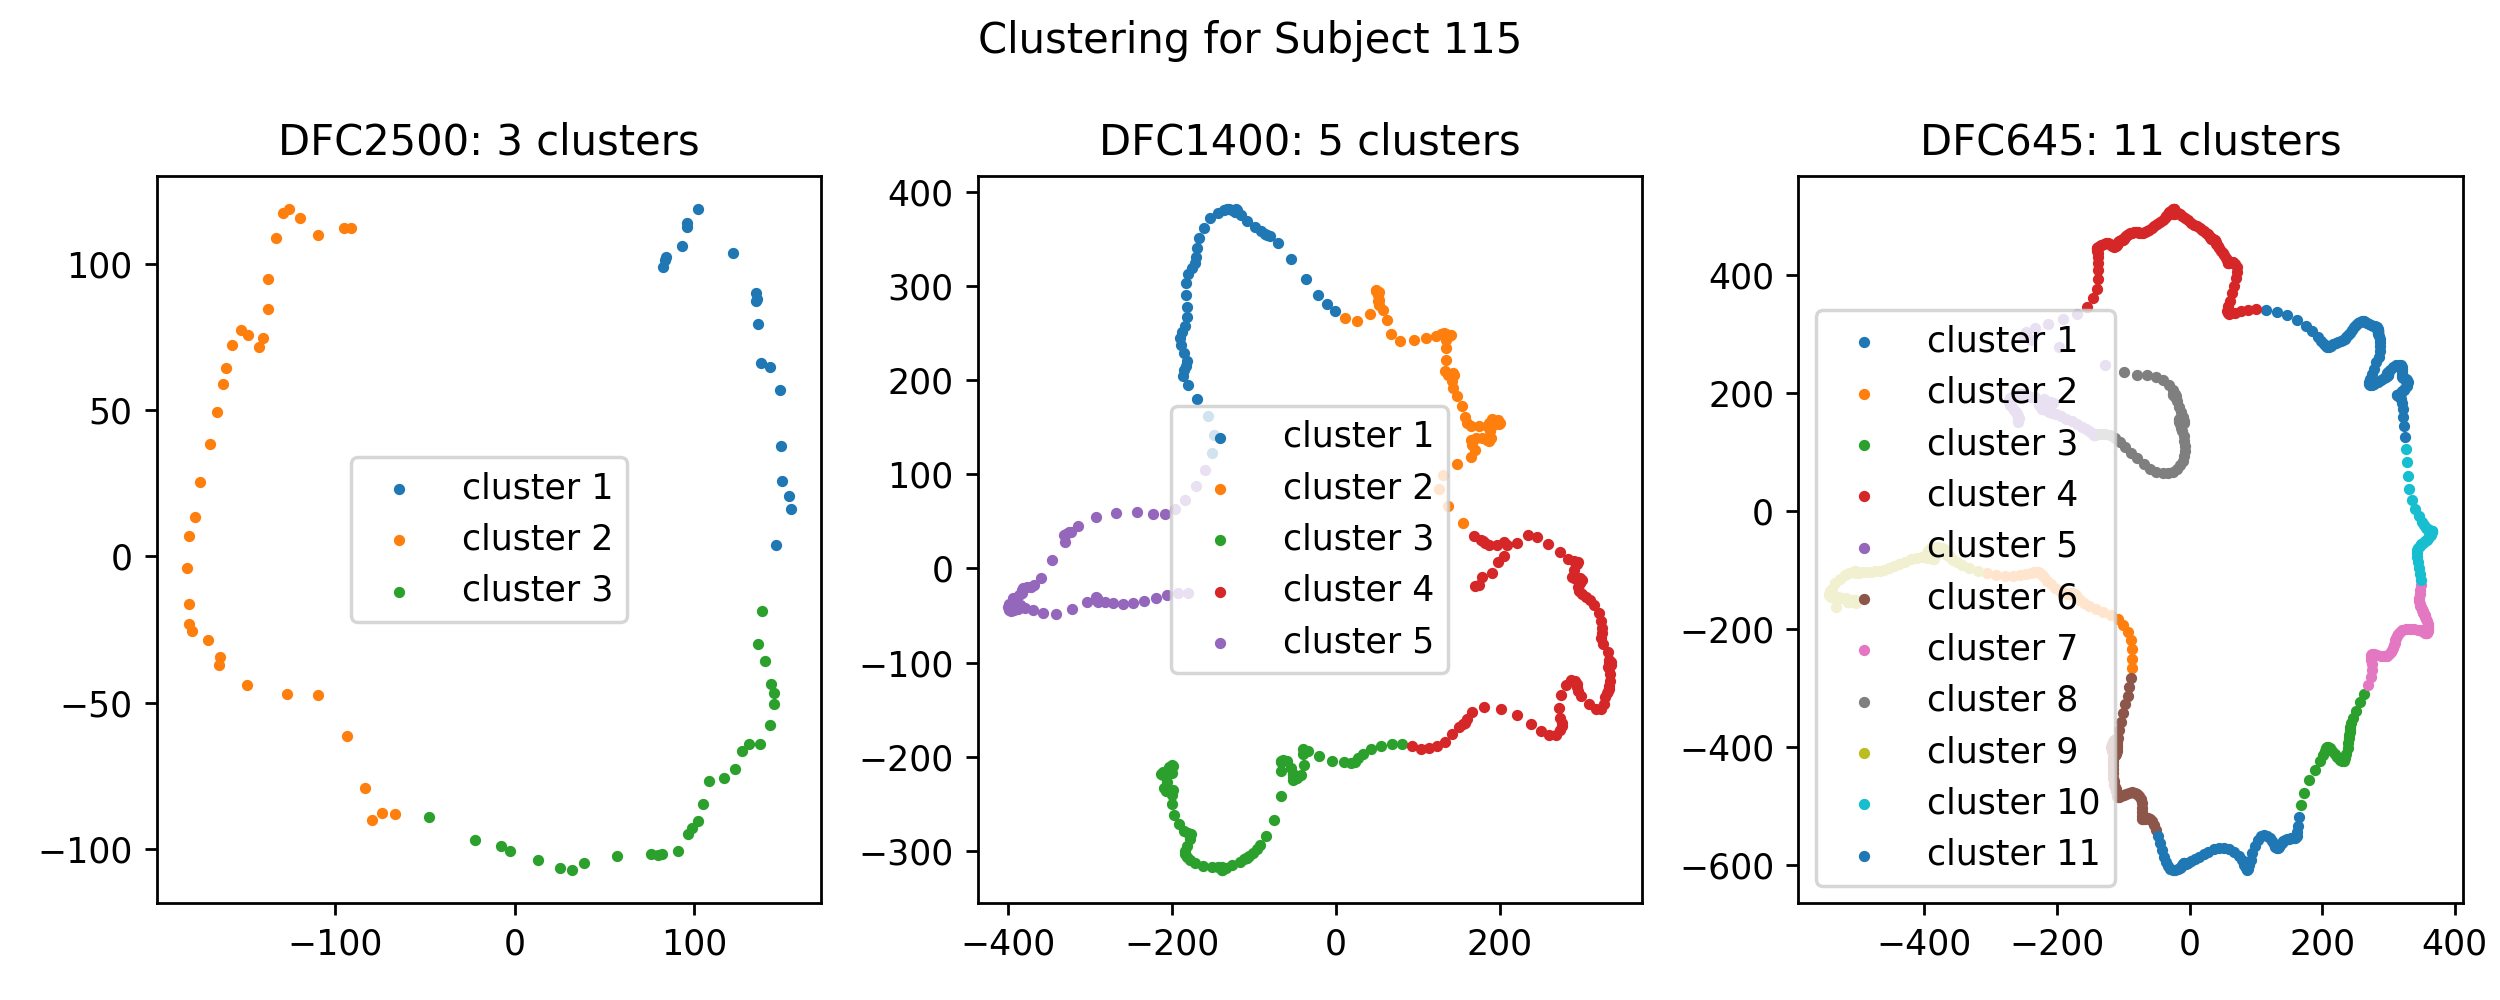 Clustering for Subject 115
DFC2500: 3 clusters
100
50
0
−50
−100
−100 0 100
cluster 1
cluster 2
cluster 3
DFC1400: 5 clusters
400
300
200
100
0
−100
−200
−300
−400 −200 0 200
cluster 1
cluster 2
cluster 3
cluster 4
cluster 5
DFC645: 11 clusters
400
200
0
−200
−400
−600
−400 −200 0 200 400
cluster 1
cluster 2
cluster 3
cluster 4
cluster 5
cluster 6
cluster 7
cluster 8
cluster 9
cluster 10
cluster 11